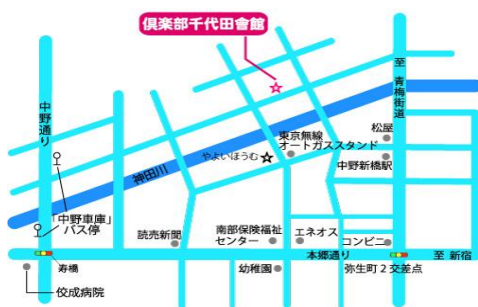 倶楽部千代田會館
至
青梅街道
中野通り
松屋
東京無線
オートガススタンド
やよいほうむ
中野新橋駅
神田川
「中野車庫」
バス停
読売新聞
南部保険福祉
センター
エネオス
コンビニ
本郷通り
至 新宿
寿橋
幼稚園
弥生町2交差点
佼成病院